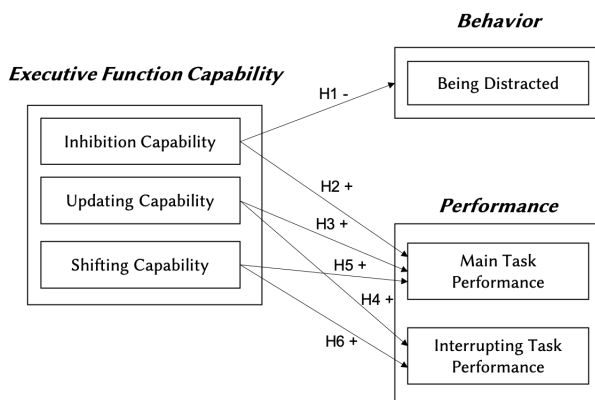 Behavior
Executive Function Capability
Being Distracted
H1 -
Inhibition Capability
H2 +
Updating Capability
Performance
H3 +
Shifting Capability
H5 +
Main Task
Performance
H4 +
H6 +
Interrupting Task
Performance